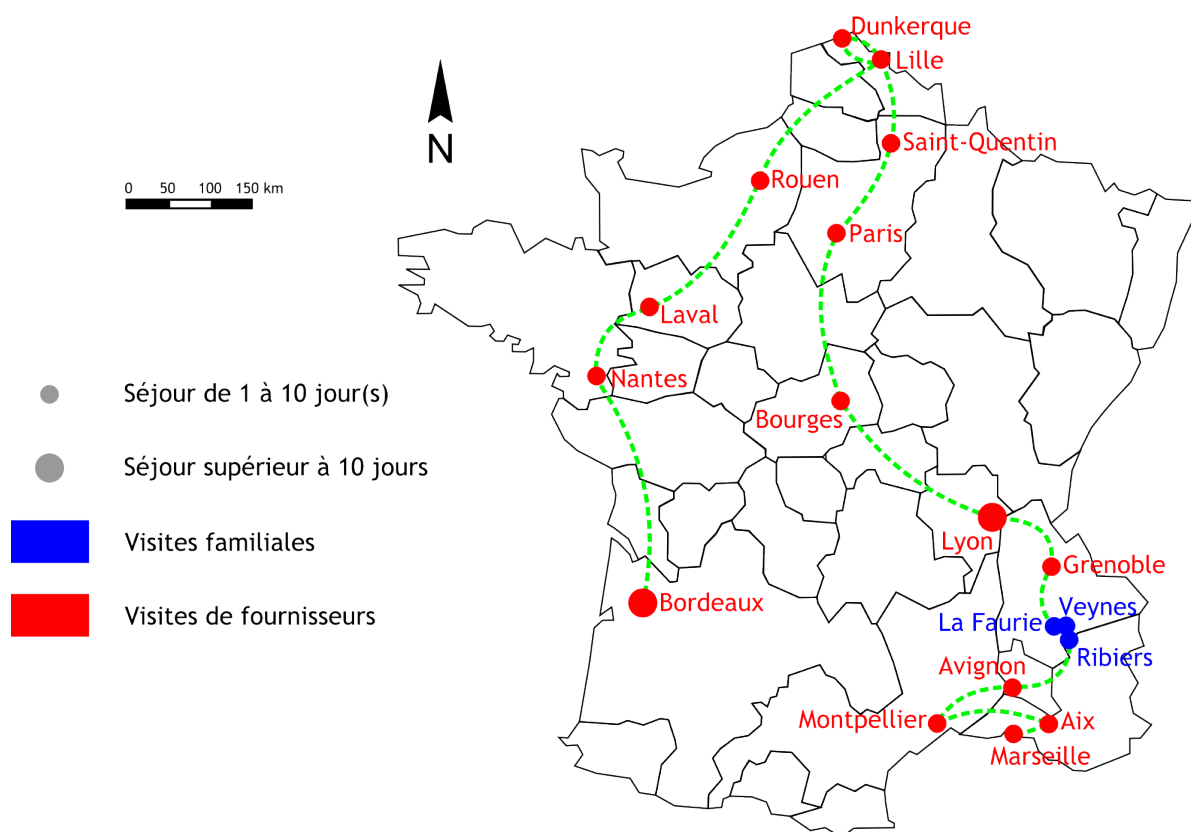 Dunkerque
Lille
N
Saint-Quentin
Rouen
0 50 100 150 km
Paris
Laval
Nantes
Séjour de 1 à 10 jour(s)
Bourges
Séjour supérieur à 10 jours
Lyon
Visites familiales
Grenoble
Bordeaux
Veynes
La Faurie
Visites de fournisseurs
Ribiers
Avignon
Montpellier
Aix
Marseille